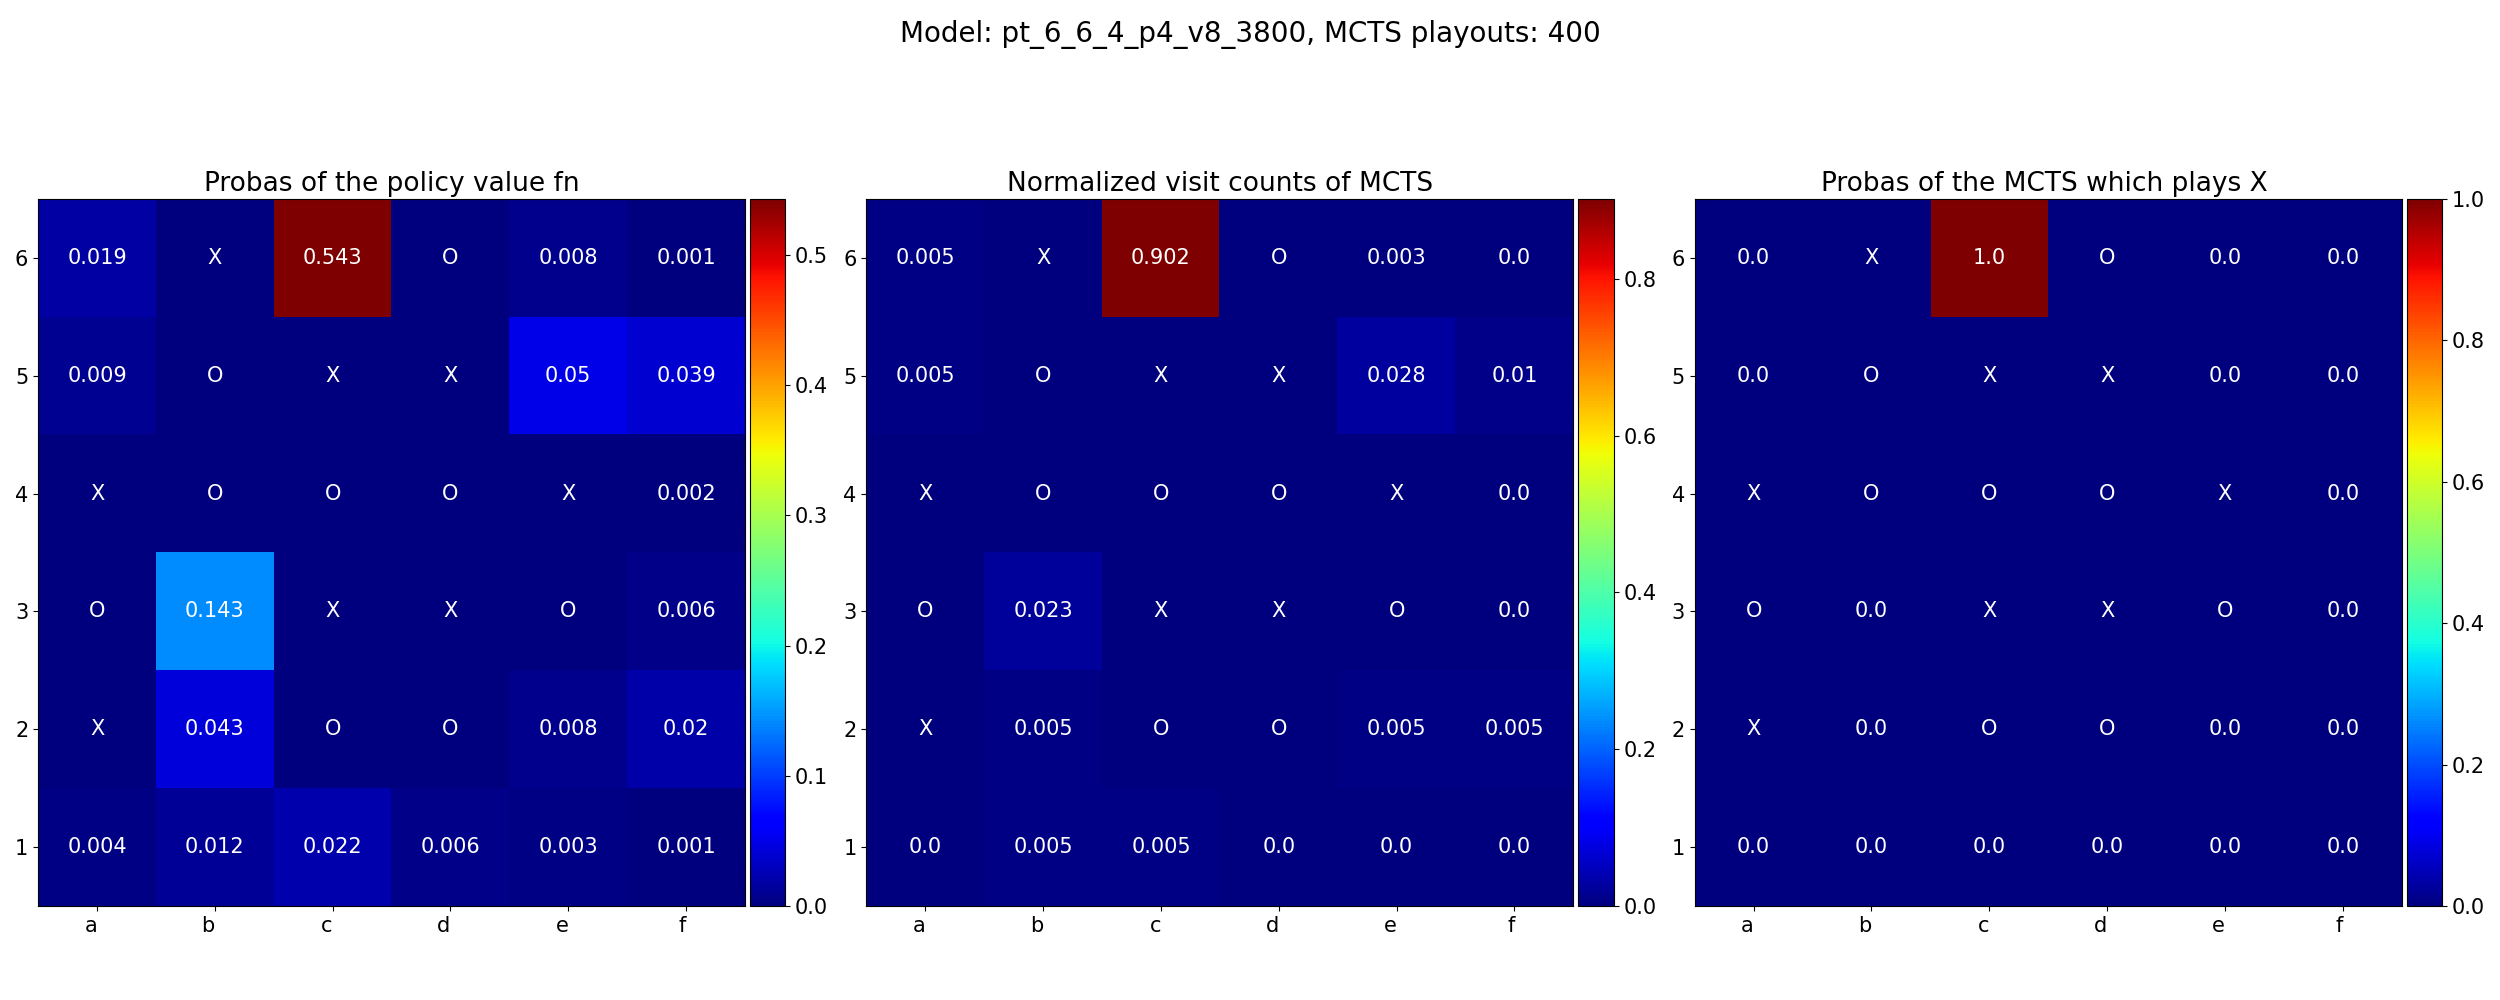 Model: pt_6_6_4_p4_v8_3800, MCTS playouts: 400
Probas of the policy value fn
6 0.019 X 0.543 O 0.008 0.001
5 0.009 O X X 0.05 0.039
4 X O O O X 0.002
3 O 0.143 X X O 0.006
2 X 0.043 O O 0.008 0.02
1 0.004 0.012 0.022 0.006 0.003 0.001
a b c d e f
0.5
0.4
0.3
0.2
0.1
0.0
Normalized visit counts of MCTS
6 0.005 X 0.902 O 0.003 0.0
5 0.005 O X X 0.028 0.01
4 X O O O X 0.0
3 O 0.023 X X O 0.0
2 X 0.005 O O 0.005 0.005
1 0.0 0.005 0.005 0.0 0.0 0.0
a b c d e f
0.8
0.6
0.4
0.2
0.0
Probas of the MCTS which plays X
6 0.0 X 1.0 O 0.0 0.0
5 0.0 O X X 0.0 0.0
4 X O O O X 0.0
3 O 0.0 X X O 0.0
2 X 0.0 O O 0.0 0.0
1 0.0 0.0 0.0 0.0 0.0 0.0
a b c d e f
1.0
0.8
0.6
0.4
0.2
0.0